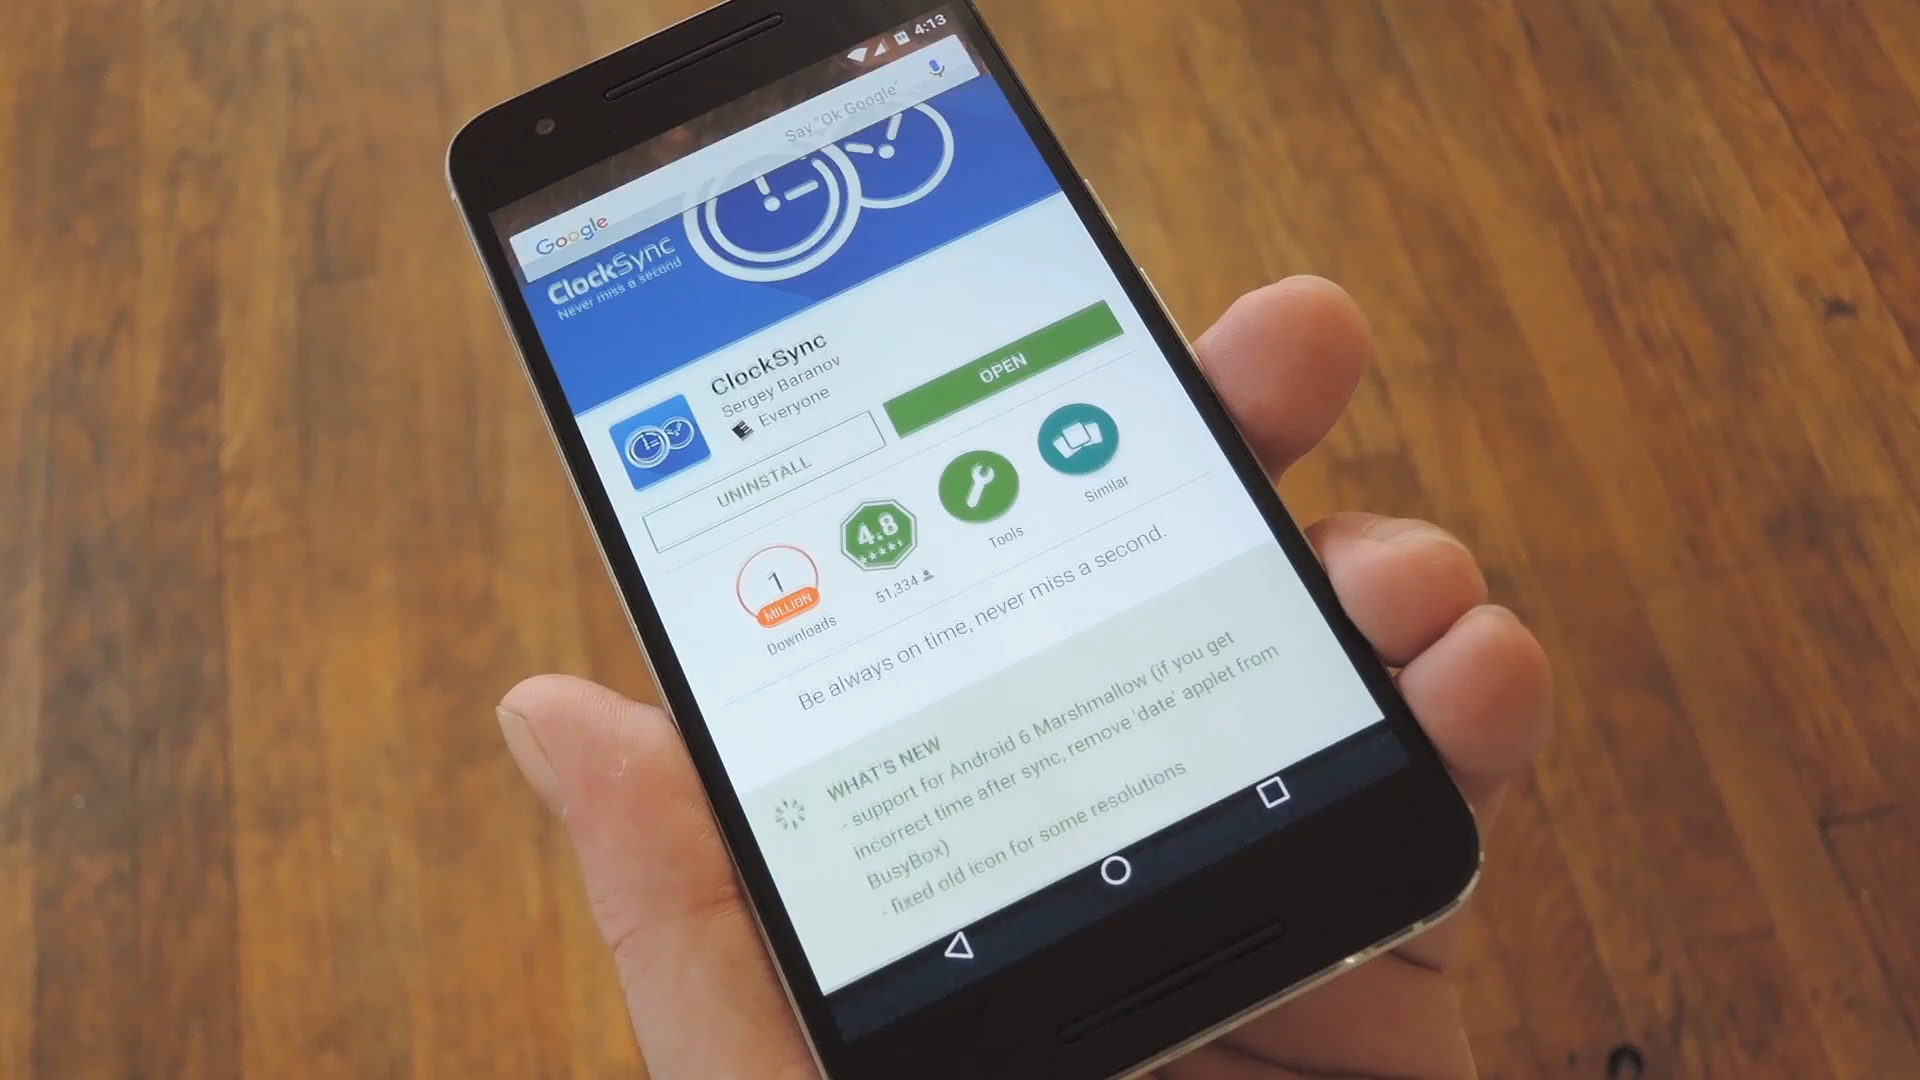 4:13
Say "Ok Google"
Google
ClockSync
Never miss a second
ClockSync
Sergey Baranov
E Everyone
UNINSTALL
OPEN
1
MILLION
Downloads
4.8
51,334
Tools
Similar
Be always on time, never miss a second.
WHAT'S NEW
- support for Android 6 Marshmallow (if you get
incorrect time after sync, remove 'date' applet from
BusyBox)
- fixed old icon for some resolutions